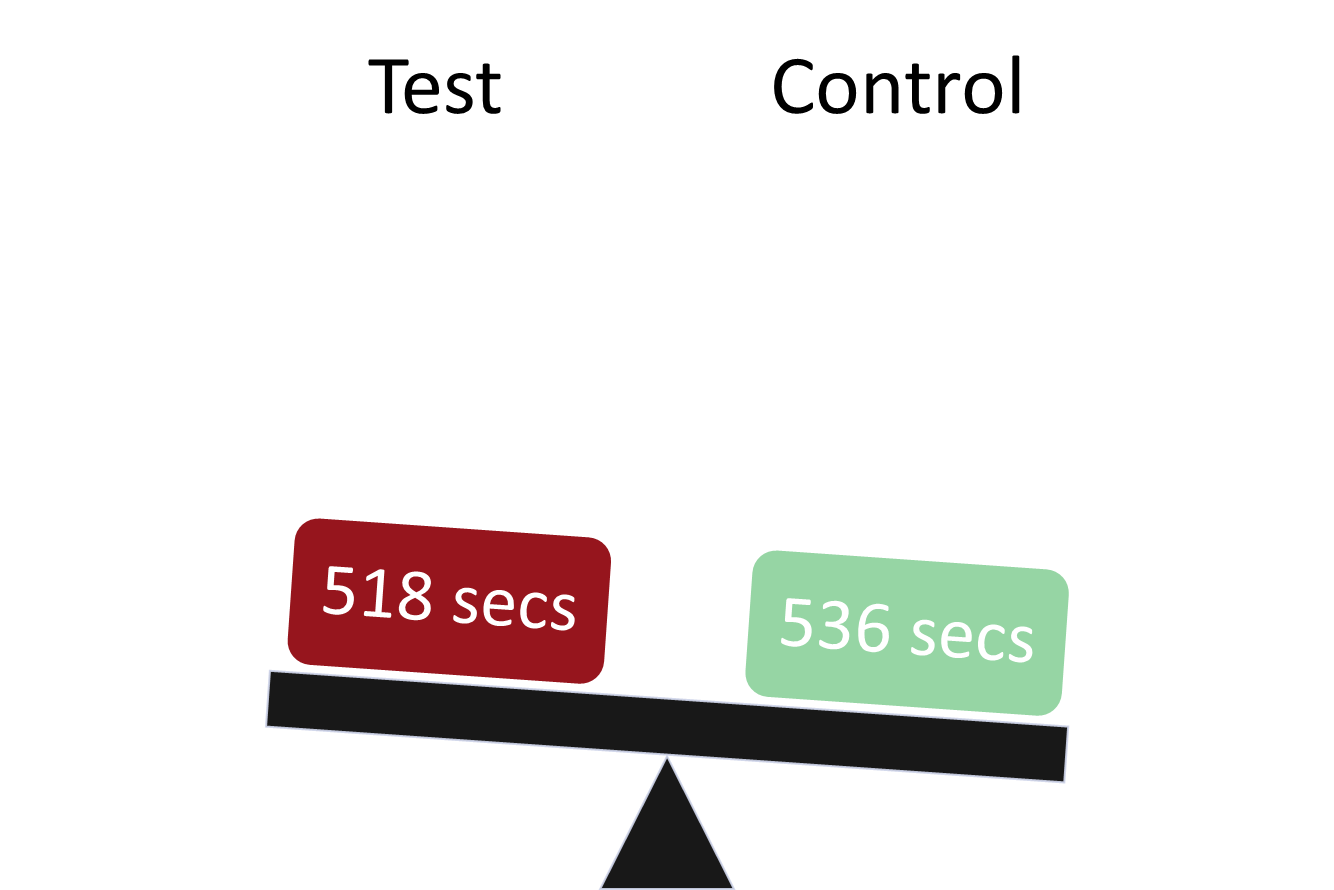 Test
Control
518 secs
536 secs